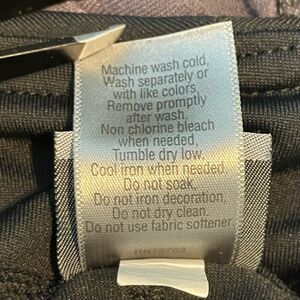 Machine wash cold.
Wash separately or
with like colors.
Remove promptly
after wash.
Non chlorine bleach
when needed.
Tumble dry low.
Cool iron when needed.
Do not soak.
Do not iron decoration.
Do not dry clean.
Do not use fabric softener.